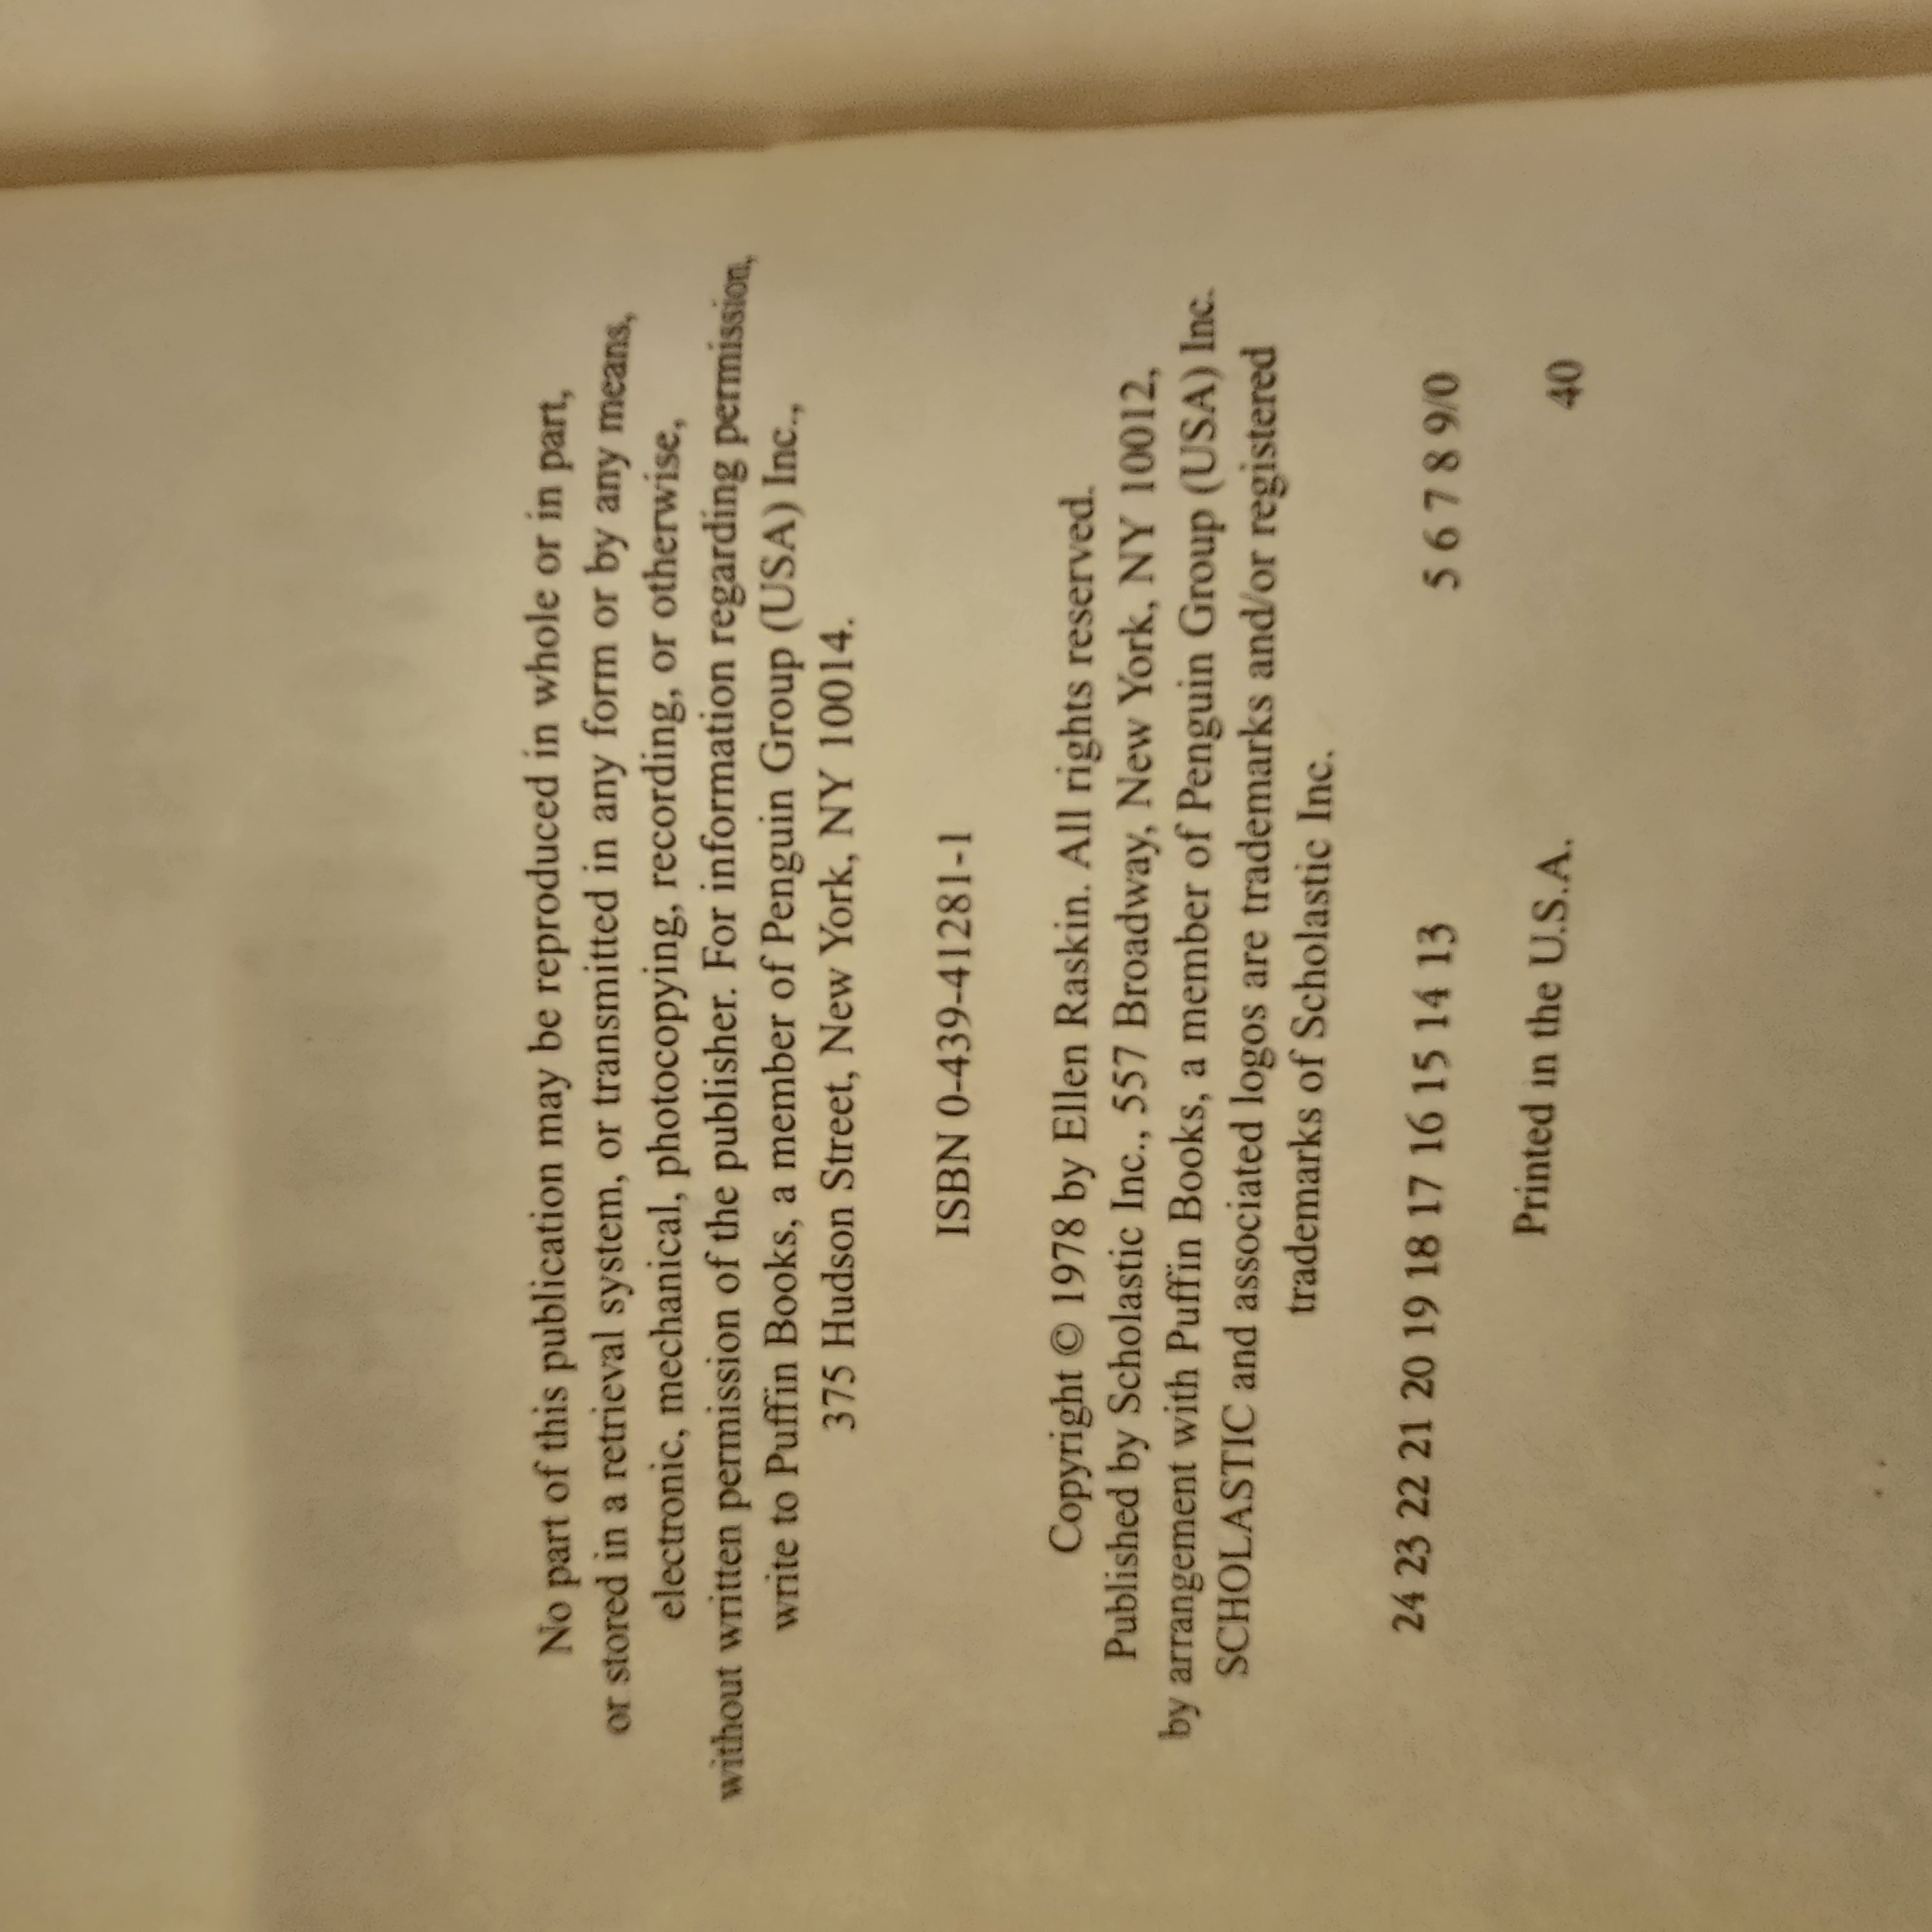 No part of this publication may be reproduced in whole or in part,
or stored in a retrieval system, or transmitted in any form or by any means,
electronic, mechanical, photocopying, recording, or otherwise,
without written permission of the publisher. For information regarding permission,
write to Puffin Books, a member of Penguin Group (USA) Inc.,
375 Hudson Street, New York, NY 10014.
ISBN 0-439-41281-1
Copyright © 1978 by Ellen Raskin. All rights reserved.
Published by Scholastic Inc., 557 Broadway, New York, NY 10012,
by arrangement with Puffin Books, a member of Penguin Group (USA) Inc.
SCHOLASTIC and associated logos are trademarks and/or registered
trademarks of Scholastic Inc.
24 23 22 21 20 19 18 17 16 15 14 13 5 6 7 8 9/0
Printed in the U.S.A. 40